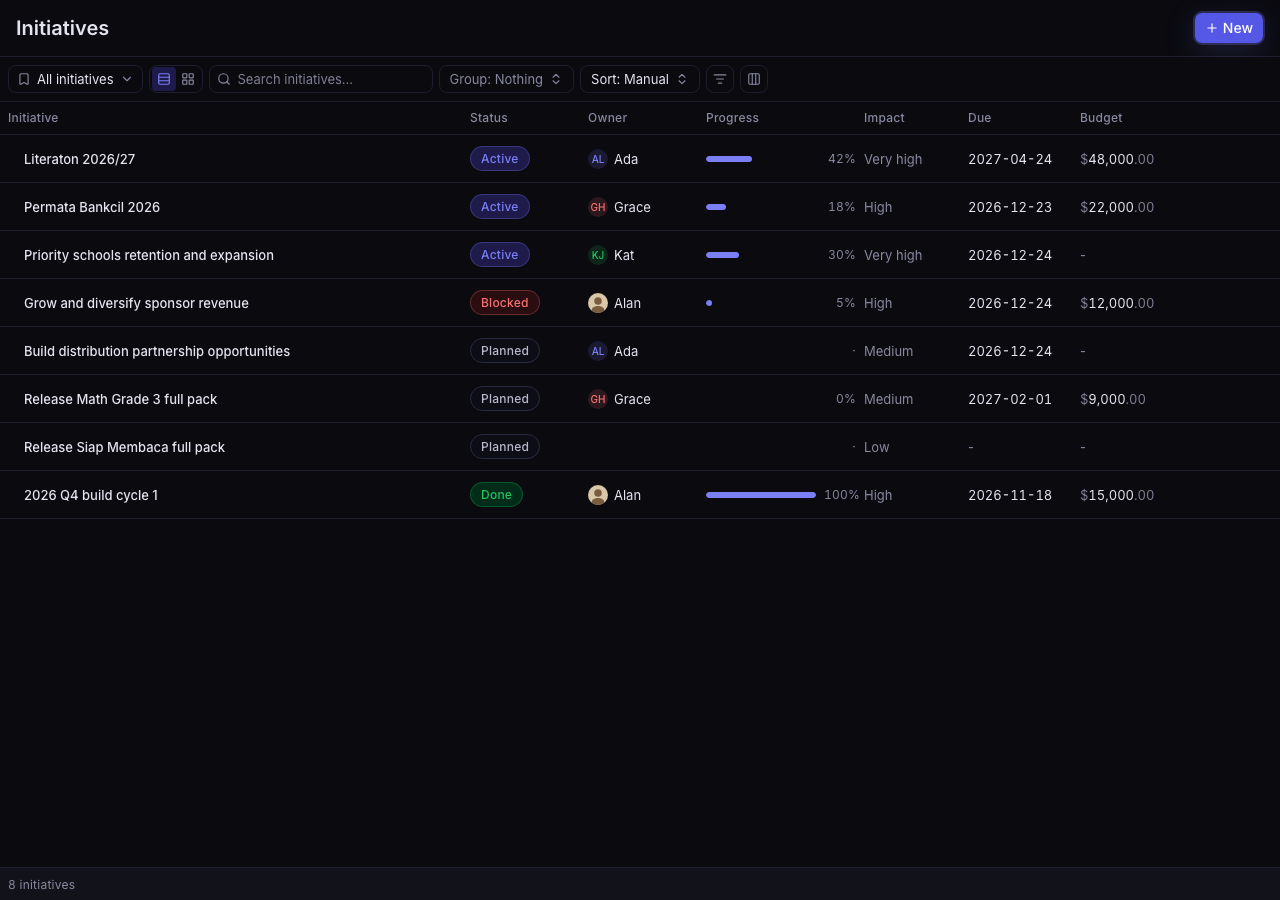 Initiatives
+ New
All initiatives
Search initiatives...
Group: Nothing
Sort: Manual
Initiative Status Owner Progress Impact Due Budget
Literaton 2026/27 Active AL Ada 42% Very high 2027-04-24 $48,000.00
Permata Bankcil 2026 Active GH Grace 18% High 2026-12-23 $22,000.00
Priority schools retention and expansion Active KJ Kat 30% Very high 2026-12-24 -
Grow and diversify sponsor revenue Blocked Alan 5% High 2026-12-24 $12,000.00
Build distribution partnership opportunities Planned AL Ada · Medium 2026-12-24 -
Release Math Grade 3 full pack Planned GH Grace 0% Medium 2027-02-01 $9,000.00
Release Siap Membaca full pack Planned · Low - -
2026 Q4 build cycle 1 Done Alan 100% High 2026-11-18 $15,000.00
8 initiatives